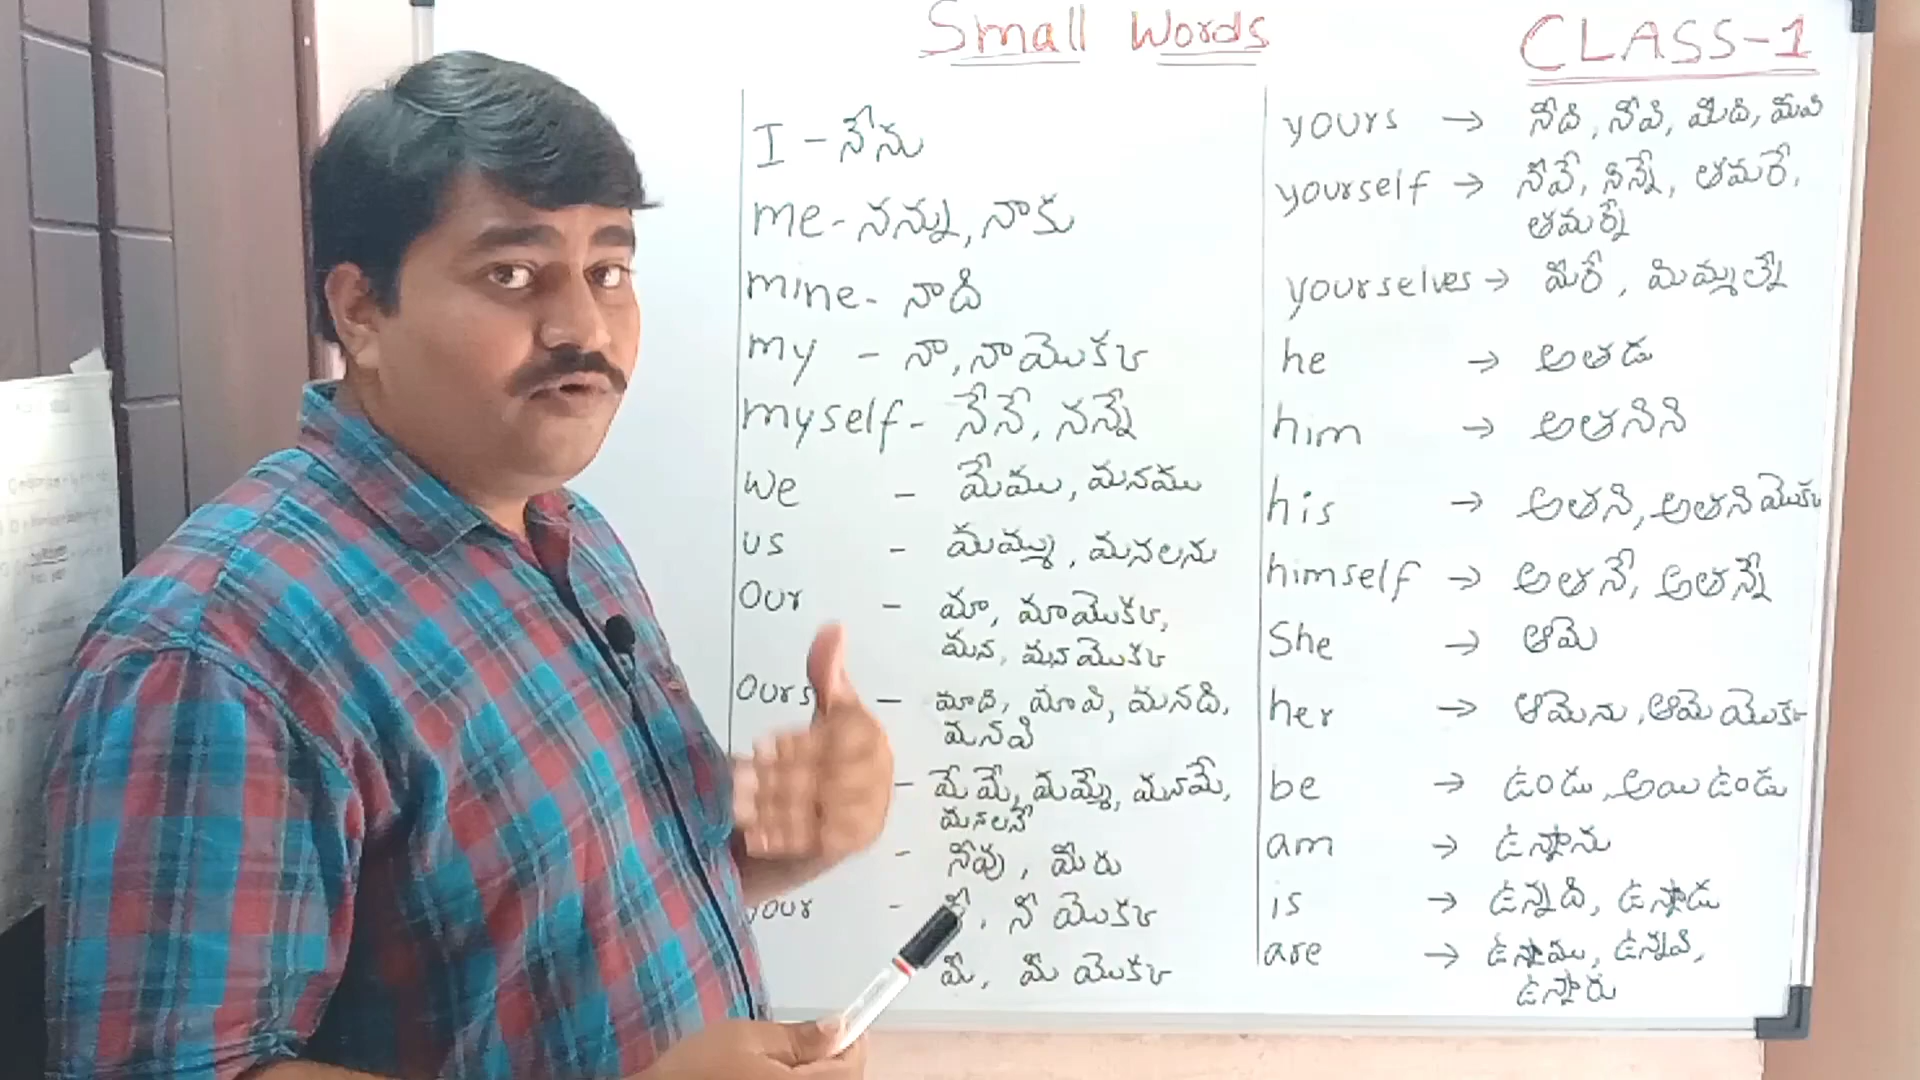 Small Words
CLASS-1
I - నేను
me - నన్ను, నాకు
mine - నాది
my - నా, నా యొక్క
myself - నేనే, నన్నే
we - మేము, మనము
us - మమ్ము, మనలను
Our - మా, మా యొక్క,
మన, మన యొక్క
Ours - మాది, మావి, మనది,
మనవి
- మేమే, మమ్మే, మనమే,
మనలనే
- నీవు, మీరు
your - నీ, నీ యొక్క
మీ, మీ యొక్క
yours → నీది, నీవి, మీది, మీవి
yourself → నీవే, నిన్నే, తమరే,
తమర్నే
yourselves → మీరే, మిమ్మల్నే
he → అతడు
him → అతనిని
his → అతని, అతని యొక్క
himself → అతనే, అతన్నే
She → ఆమె
her → ఆమెను, ఆమె యొక్క
be → ఉండు, అయి ఉండు
am → ఉన్నాను
is → ఉన్నది, ఉన్నాడు
are → ఉన్నాము, ఉన్నవి,
ఉన్నారు